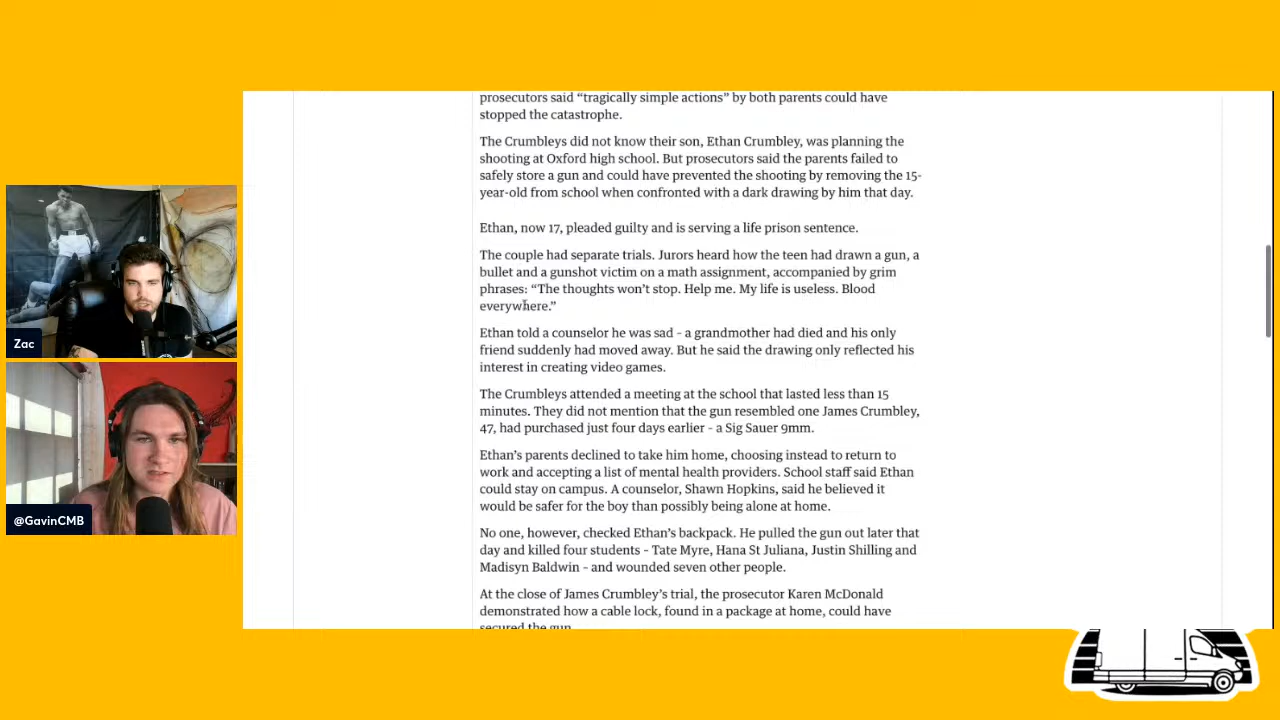 prosecutors said “tragically simple actions” by both parents could have
stopped the catastrophe.
The Crumbleys did not know their son, Ethan Crumbley, was planning the
shooting at Oxford high school. But prosecutors said the parents failed to
safely store a gun and could have prevented the shooting by removing the 15-
year-old from school when confronted with a dark drawing by him that day.
Ethan, now 17, pleaded guilty and is serving a life prison sentence.
The couple had separate trials. Jurors heard how the teen had drawn a gun, a
bullet and a gunshot victim on a math assignment, accompanied by grim
phrases: “The thoughts won’t stop. Help me. My life is useless. Blood
everywhere.”
Ethan told a counselor he was sad – a grandmother had died and his only
friend suddenly had moved away. But he said the drawing only reflected his
interest in creating video games.
The Crumbleys attended a meeting at the school that lasted less than 15
minutes. They did not mention that the gun resembled one James Crumbley,
47, had purchased just four days earlier – a Sig Sauer 9mm.
Ethan’s parents declined to take him home, choosing instead to return to
work and accepting a list of mental health providers. School staff said Ethan
could stay on campus. A counselor, Shawn Hopkins, said he believed it
would be safer for the boy than possibly being alone at home.
No one, however, checked Ethan’s backpack. He pulled the gun out later that
day and killed four students – Tate Myre, Hana St Juliana, Justin Shilling and
Madisyn Baldwin – and wounded seven other people.
At the close of James Crumbley’s trial, the prosecutor Karen McDonald
demonstrated how a cable lock, found in a package at home, could have
secured the gun.
Zac
@GavinCMB